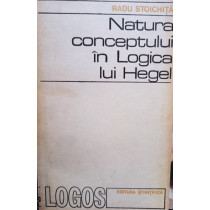 RADU STOICHIȚĂ
Natura
conceptului
în Logica
lui Hegel
LOGOS
editura științifică